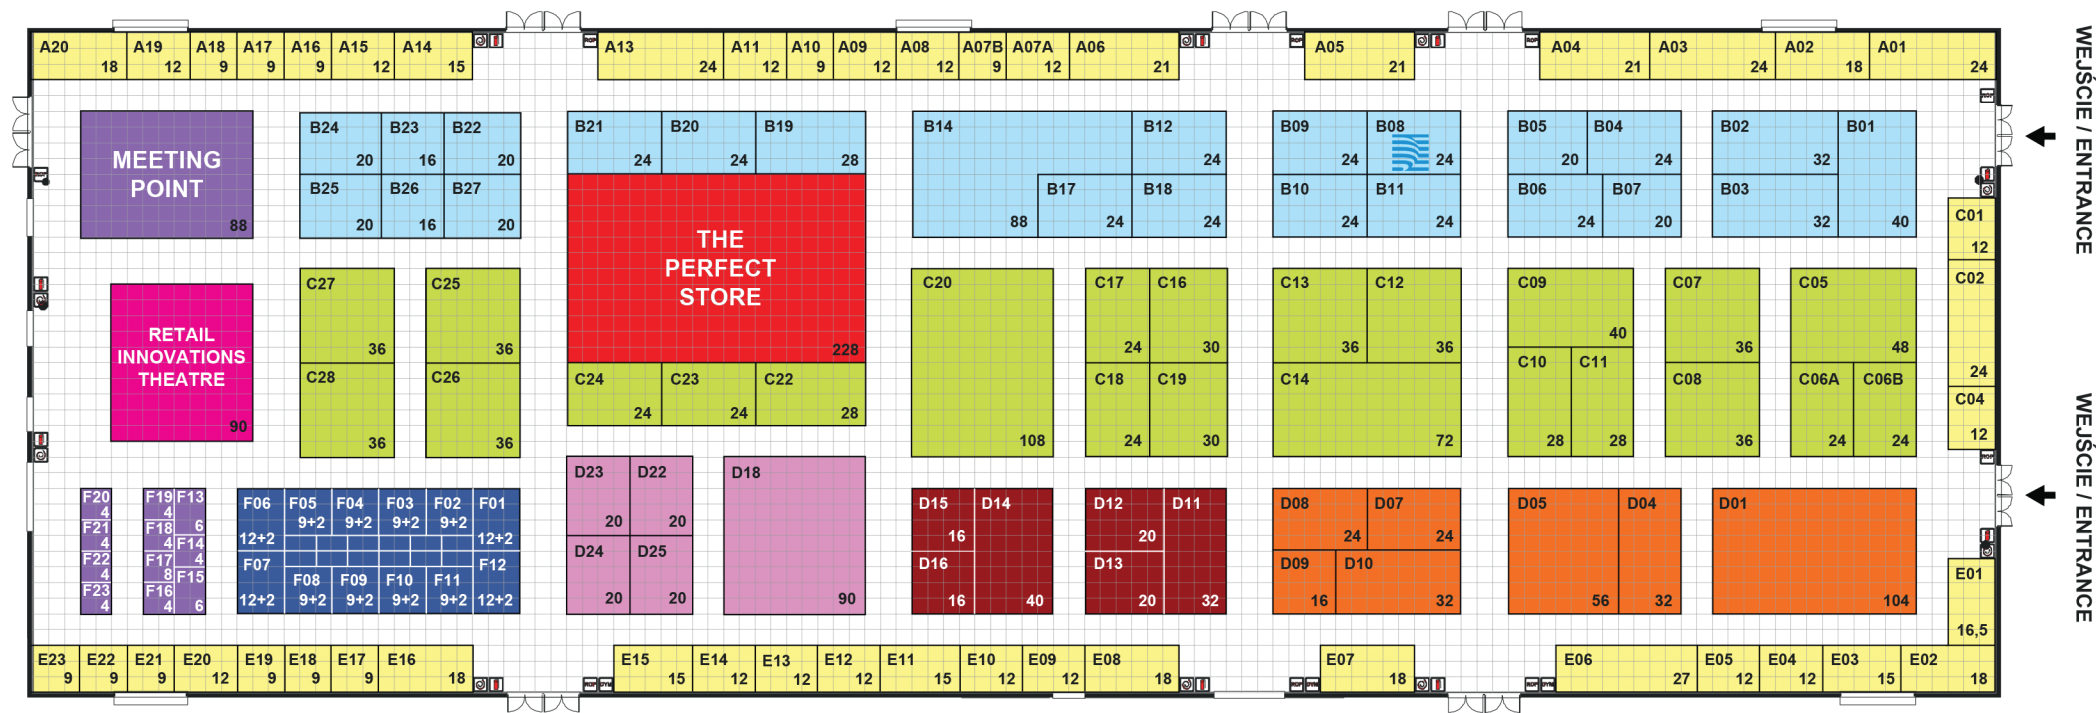 A20 A19 A18 A17 A16 A15 A14 A13 A11 A10 A09 A08 A07B A07A A06 A05 A04 A03 A02 A01
18 12 9 9 9 12 15 24 12 9 12 12 9 12 21 21 21 24 18 24
WEJŚCIE / ENTRANCE
B24 B23 B22 B21 B20 B19 B14 B12 B09 B08 B05 B04 B02 B01
20 16 20 24 24 28 24 24 24 20 24 32
MEETING
POINT
88
B25 B26 B27 B17 B18 B10 B11 B06 B07 B03
20 16 20 88 24 24 24 24 24 20 32 40
THE
PERFECT
STORE
228
C01
12
C02
24
C04
12
C27 C25 C20 C17 C16 C13 C12 C09 C07 C05
36 36 24 30 36 36 40 36 48
RETAIL
INNOVATIONS
THEATRE
90
C28 C26 C24 C23 C22 C18 C19 C14 C10 C11 C08 C06A C06B
24 24 28
36 36 108 24 30 72 28 28 36 24 24
WEJŚCIE / ENTRANCE
D23 D22 D18
20 20
D24 D25
20 20 90
D15 D14 D12 D11 D08 D07 D05 D04 D01
16 20 24 24
D16 D13 D09 D10
16 40 20 32 16 32 56 32 104
F20 F19 F13
4 4 6
F21 F18 F14
4 4 4
F22 F17 F15
4 8 6
F23 F16
4 4
F06 F05 F04 F03 F02 F01
9+2 9+2 9+2 9+2
12+2 12+2
F07 F08 F09 F10 F11 F12
12+2 9+2 9+2 9+2 9+2 12+2
E01
16,5
E23 E22 E21 E20 E19 E18 E17 E16 E15 E14 E13 E12 E11 E10 E09 E08 E07 E06 E05 E04 E03 E02
9 9 9 12 9 9 9 18 15 12 12 12 15 12 12 18 18 27 12 12 15 18